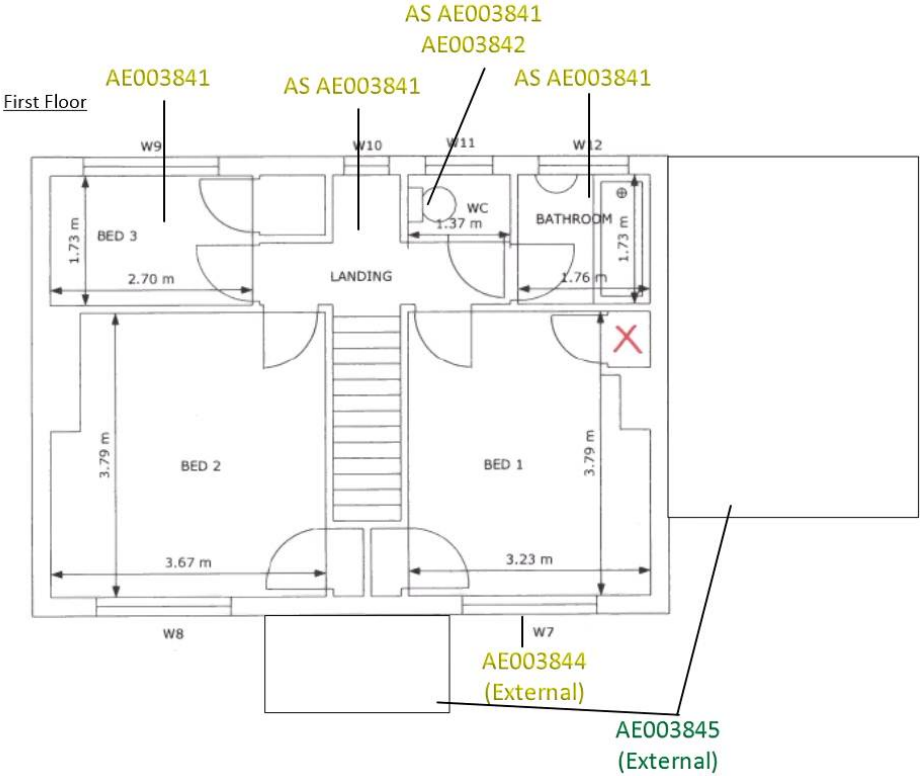 AS AE003841
AE003842
AE003841
AS AE003841
AS AE003841
First Floor
W9
W10
W11
W12
BED 3
1.73 m
2.70 m
LANDING
WC
1.37 m
BATHROOM
1.73 m
1.76 m
X
BED 2
3.79 m
3.67 m
BED 1
3.79 m
3.23 m
W8
W7
AE003844
(External)
AE003845
(External)